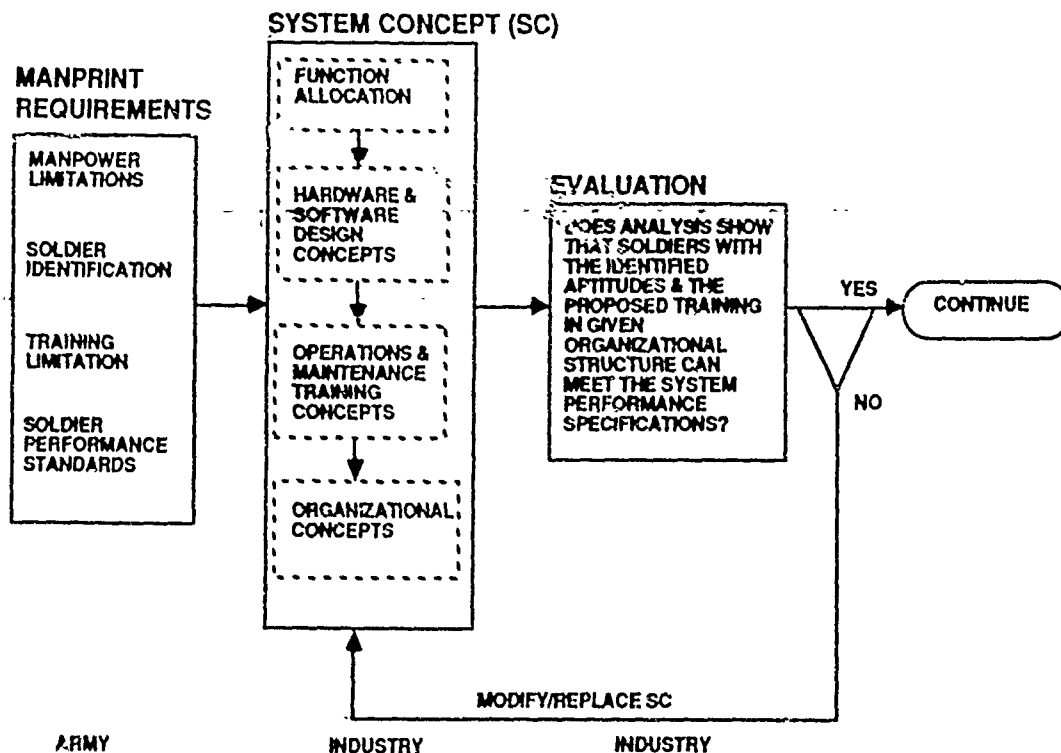 SYSTEM CONCEPT (SC)
MANPRINT
REQUIREMENTS
MANPOWER
LIMITATIONS
SOLDIER
IDENTIFICATION
TRAINING
LIMITATION
SOLDIER
PERFORMANCE
STANDARDS
FUNCTION
ALLOCATION
HARDWARE &
SOFTWARE
DESIGN
CONCEPTS
OPERATIONS &
MAINTENANCE
TRAINING
CONCEPTS
ORGANIZATIONAL
CONCEPTS
EVALUATION
DOES ANALYSIS SHOW
THAT SOLDIERS WITH
THE IDENTIFIED
APTITUDES & THE
PROPOSED TRAINING
IN GIVEN
ORGANIZATIONAL
STRUCTURE CAN
MEET THE SYSTEM
PERFORMANCE
SPECIFICATIONS?
YES
CONTINUE
NO
MODIFY/REPLACE SC
ARMY
INDUSTRY
INDUSTRY